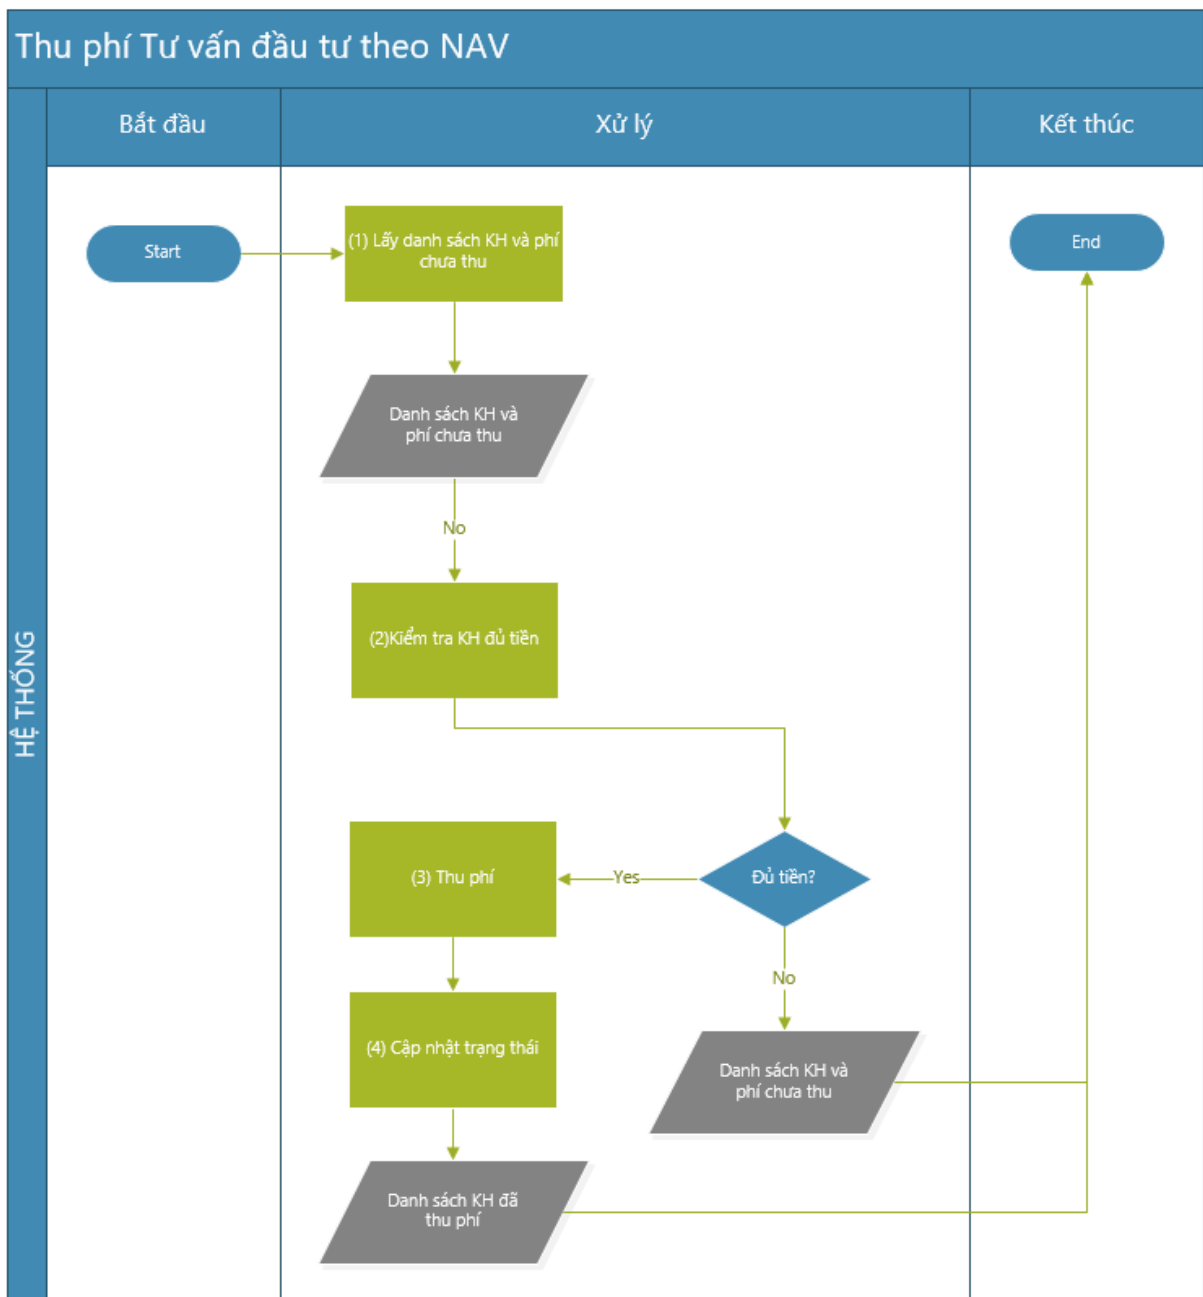 Thu phí Tư vấn đầu tư theo NAV
Bắt đầu
Xử lý
Kết thúc
HỆ THỐNG
Start
(1) Lấy danh sách KH và phí
chưa thu
End
Danh sách KH và
phí chưa thu
No
(2)Kiểm tra KH đủ tiền
(3) Thu phí
Yes
Đủ tiền?
No
(4) Cập nhật trạng thái
Danh sách KH và
phí chưa thu
Danh sách KH đã
thu phí